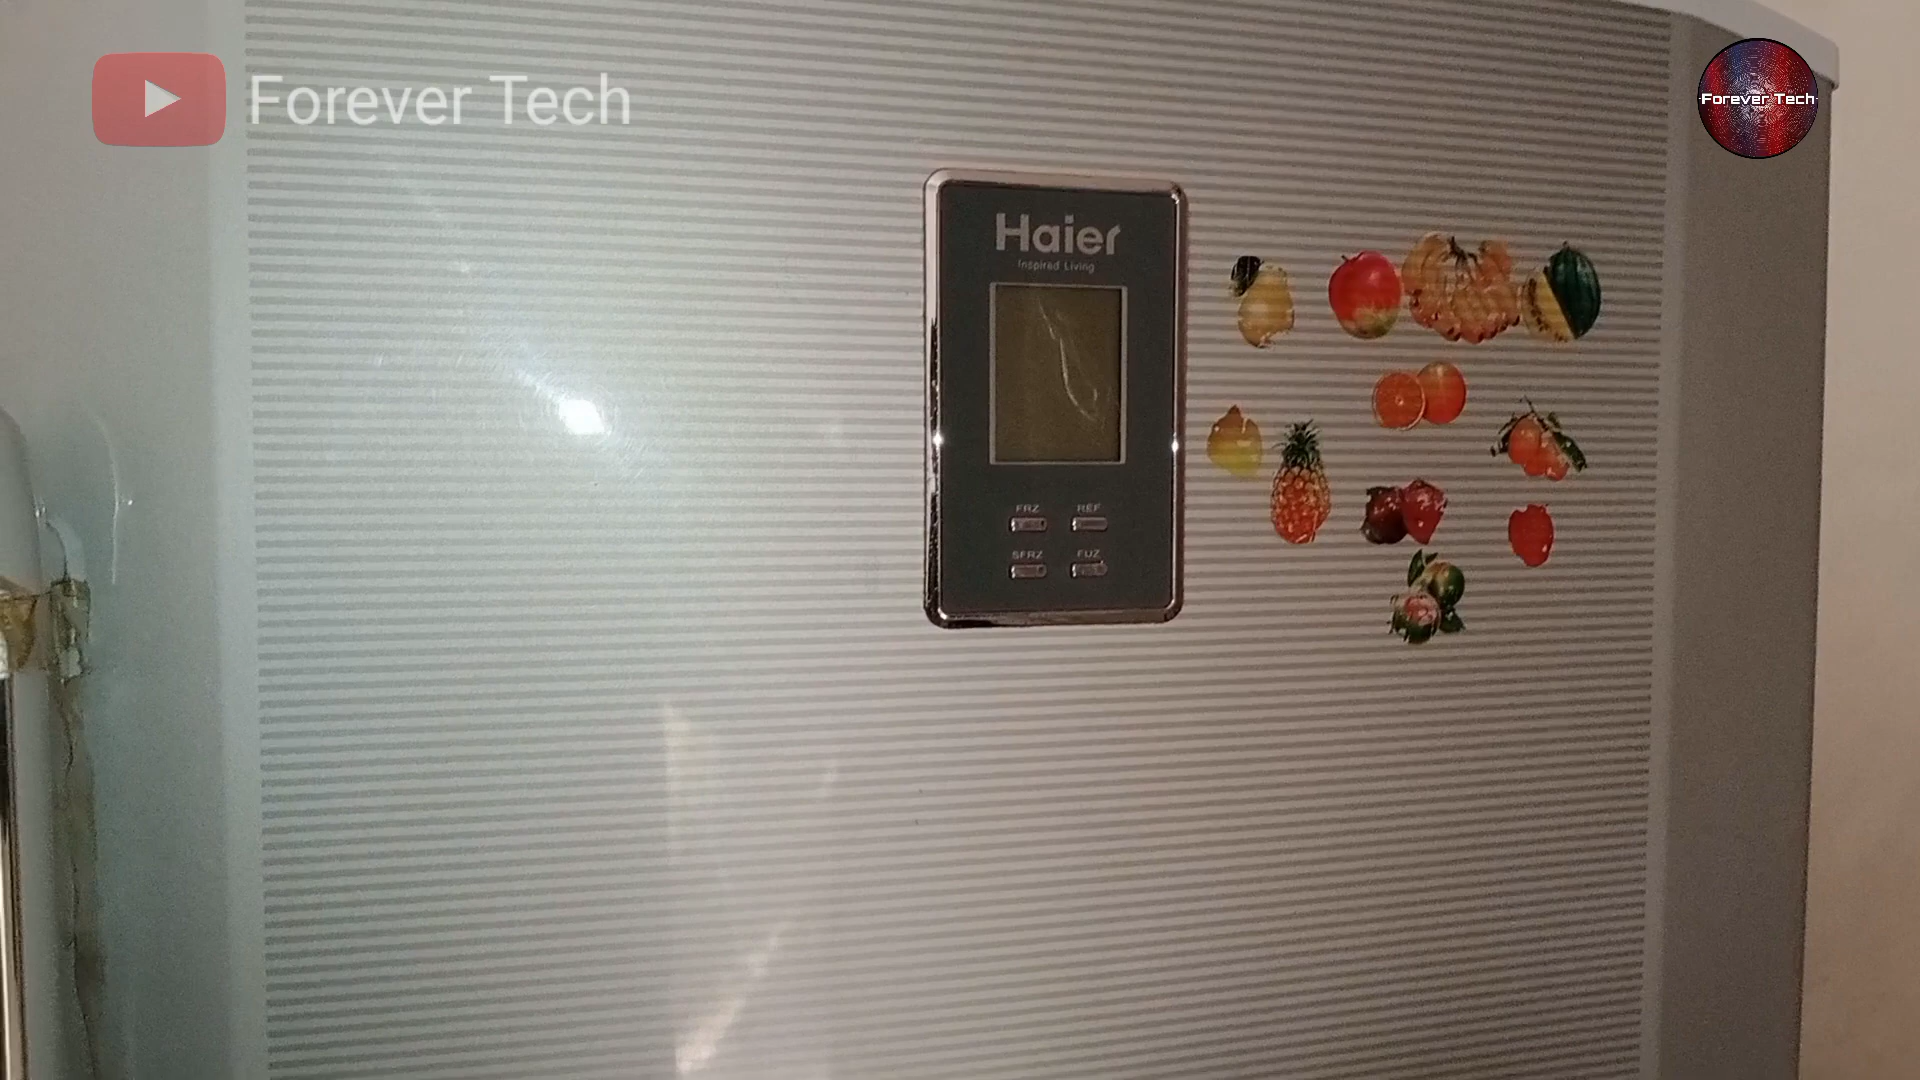 Forever Tech
Forever Tech
Haier
Inspired Living
FRZ REF
SFRZ FUZ